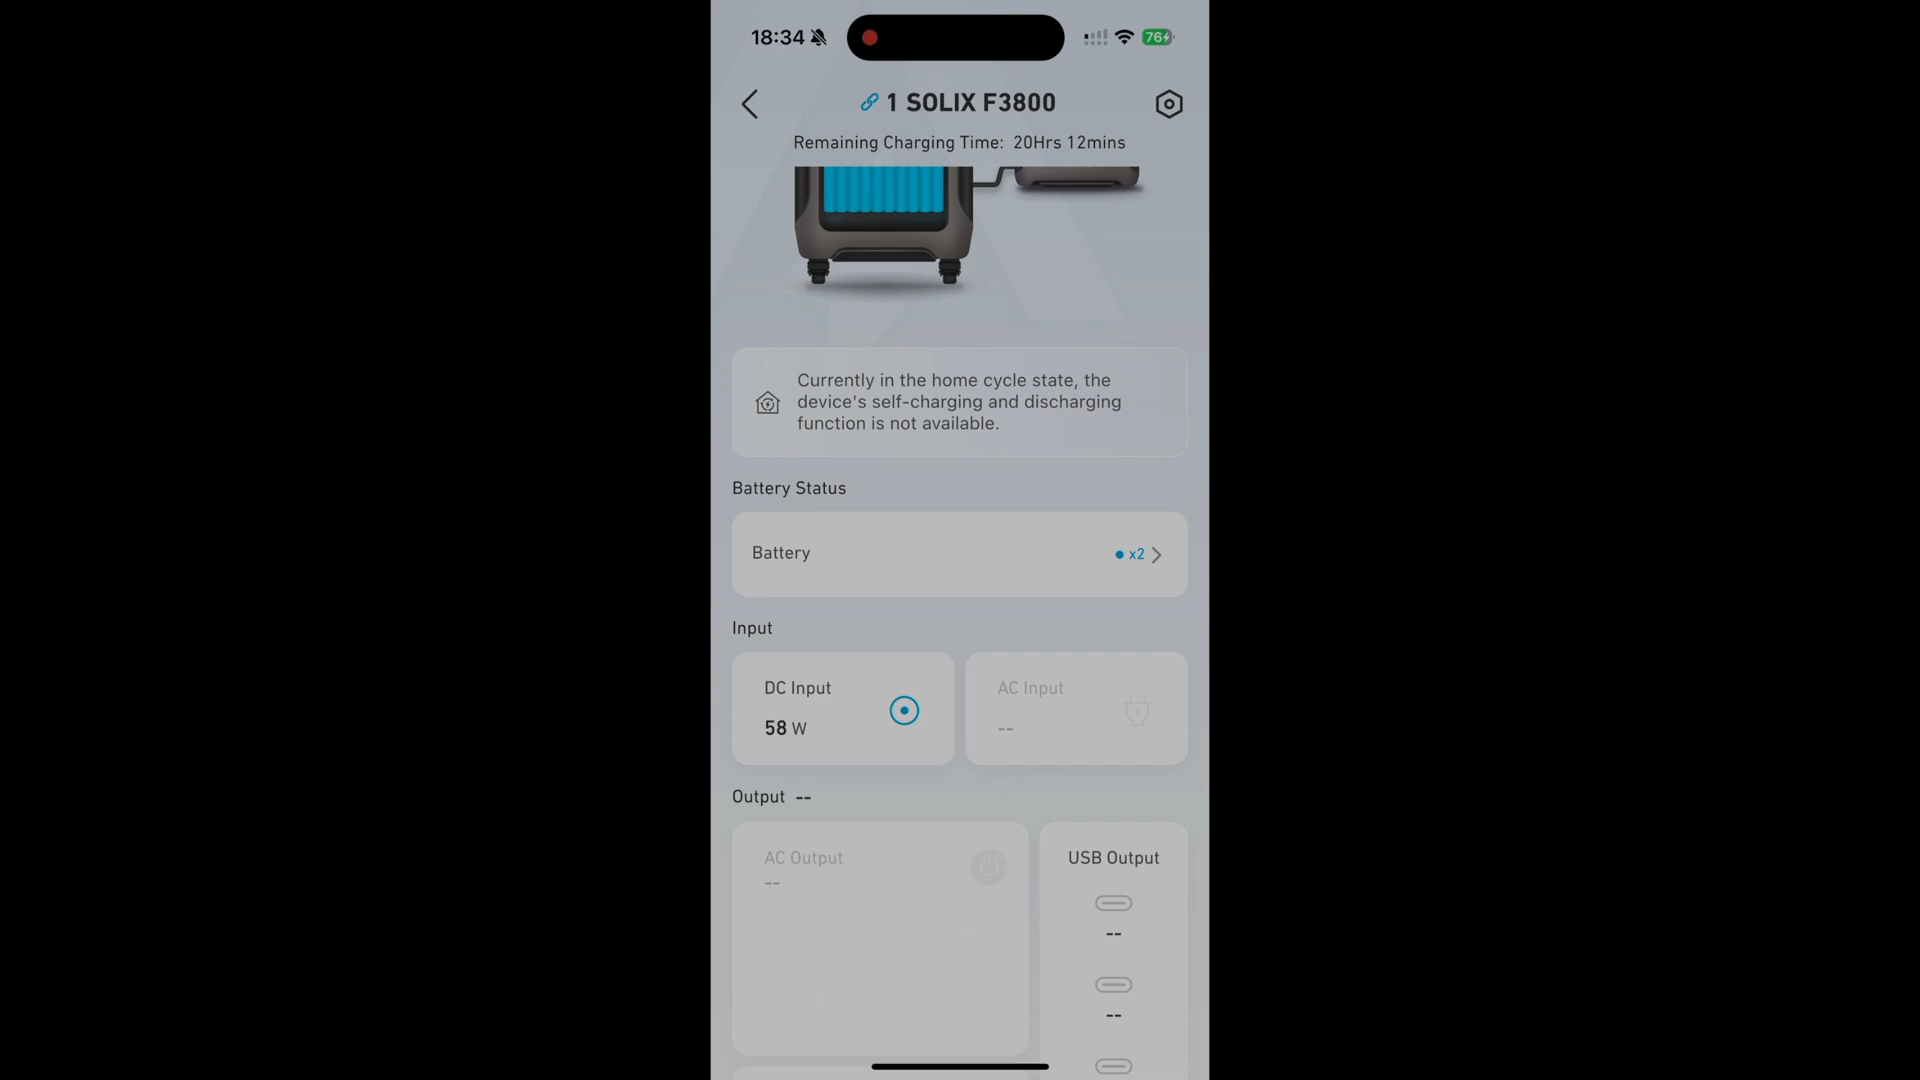 18:34
76
1 SOLIX F3800
Remaining Charging Time: 20Hrs 12mins
Currently in the home cycle state, the
device's self-charging and discharging
function is not available.
Battery Status
Battery
x2
Input
DC Input
58 W
AC Input
--
Output --
AC Output
--
USB Output
--
--